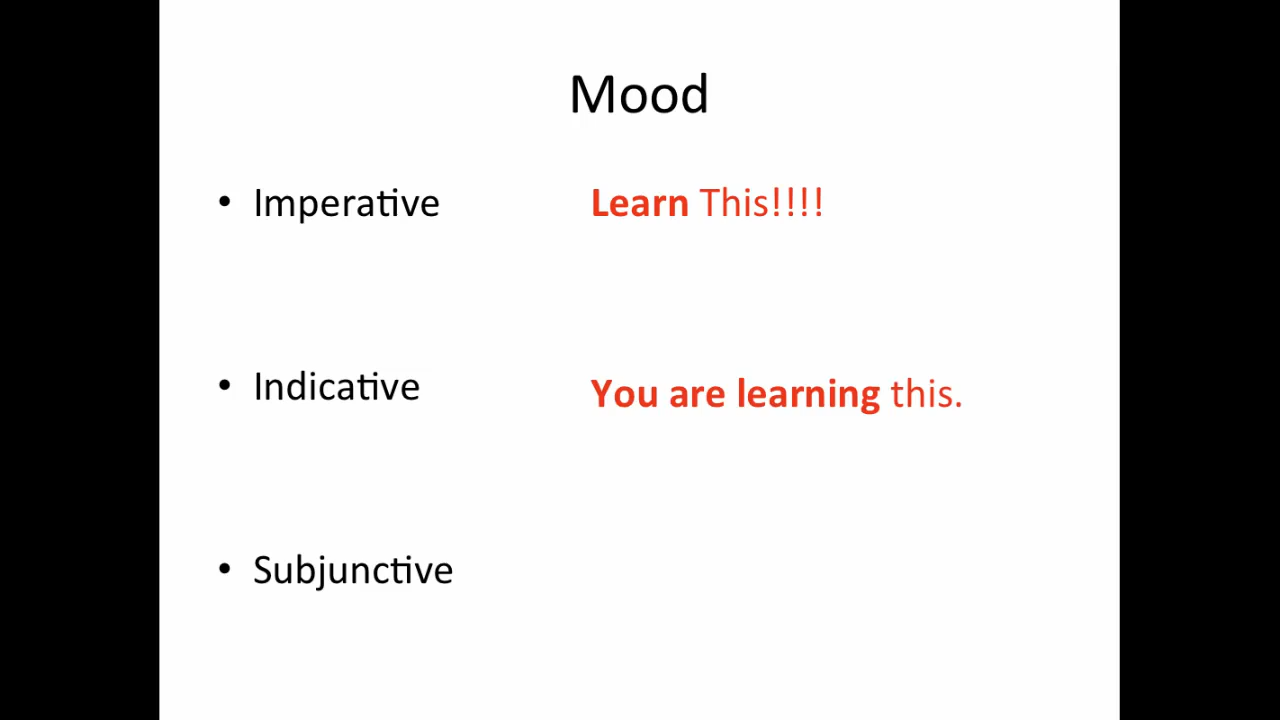 Mood
• Imperative
Learn This!!!!
• Indicative
You are learning this.
• Subjunctive